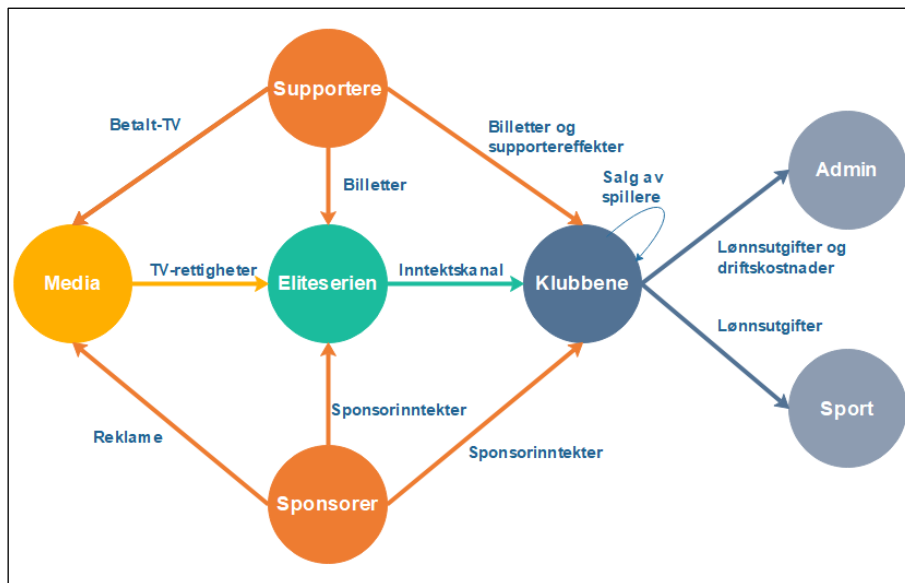 Supportere
Betalt-TV
Billetter og
supportereffekter
Billetter
Salg av
spillere
Admin
Media
TV-rettigheter
Eliteserien
Inntektskanal
Klubbene
Lønnsutgifter og
driftskostnader
Lønnsutgifter
Sport
Reklame
Sponsorinntekter
Sponsorinntekter
Sponsorer